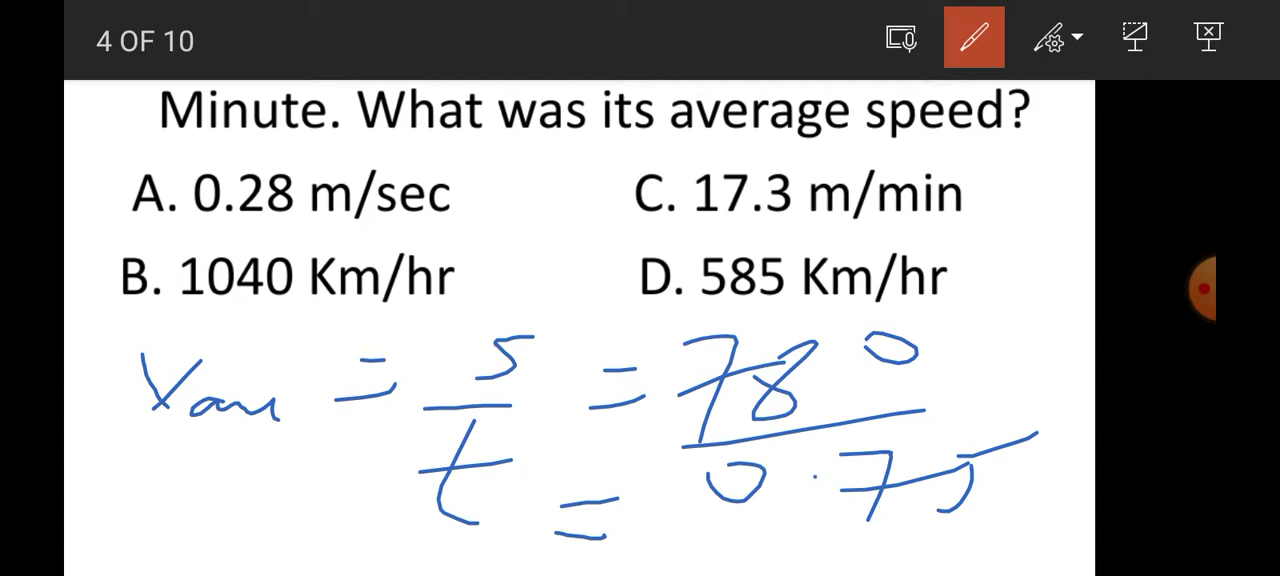 4 OF 10
Minute. What was its average speed?
A. 0.28 m/sec C. 17.3 m/min
B. 1040 Km/hr D. 585 Km/hr
= s/t = 780/0.75
=